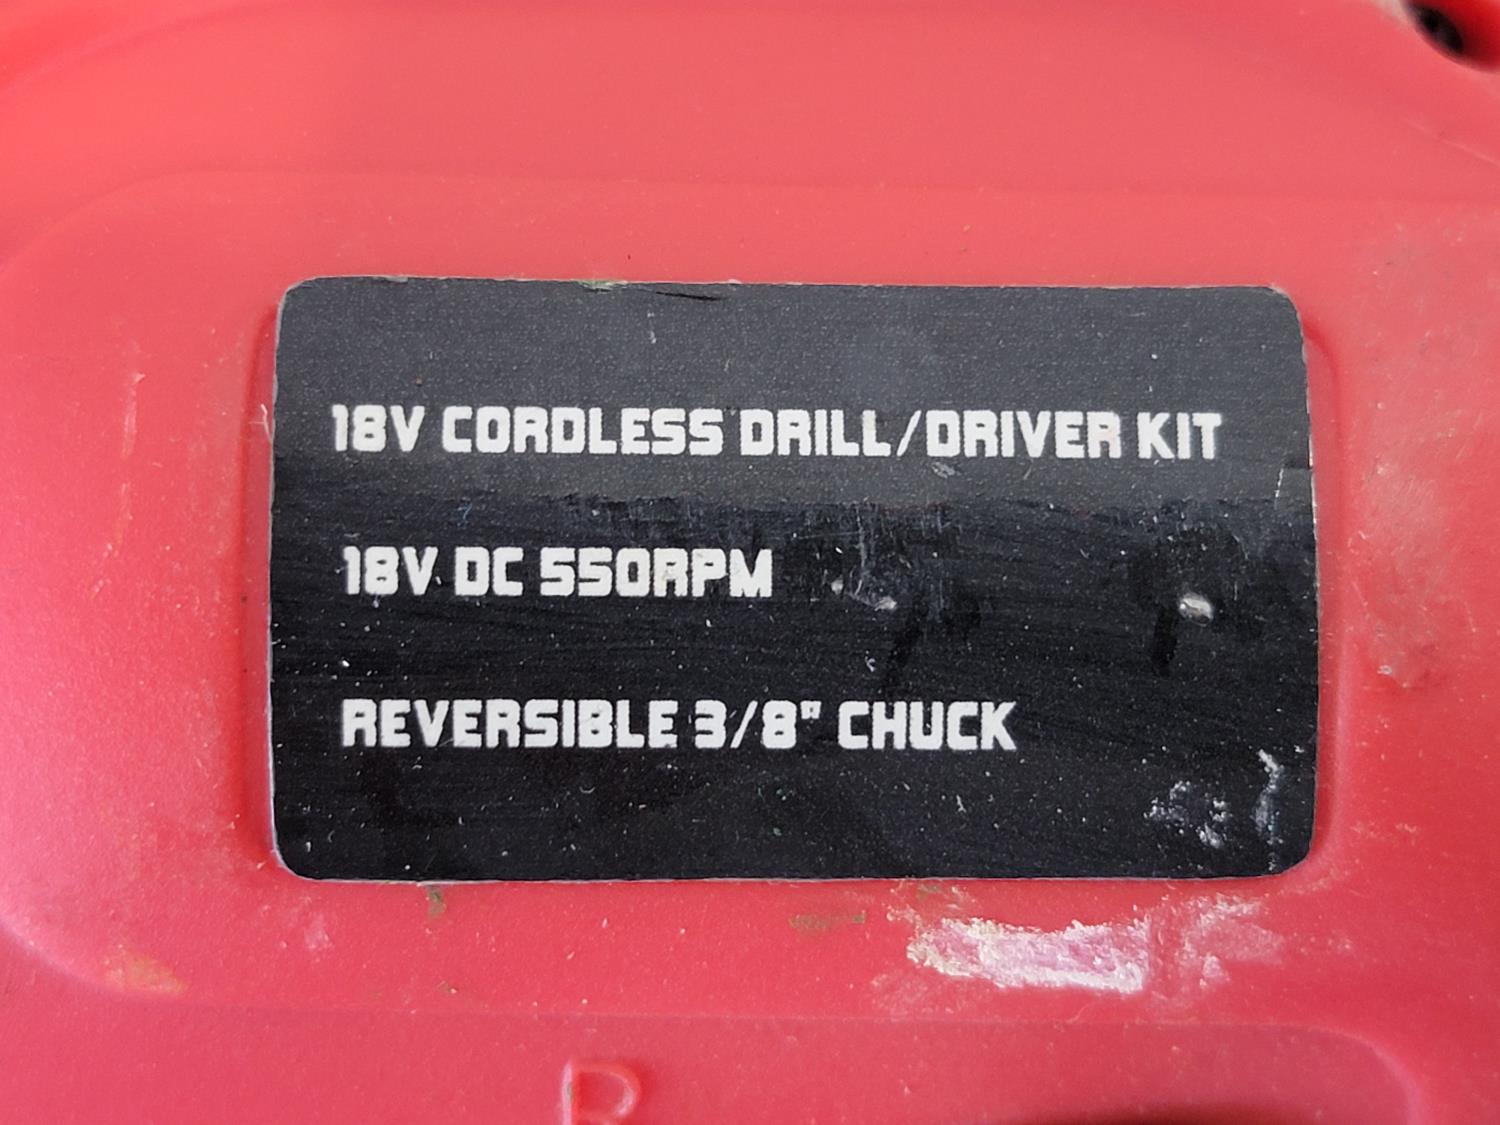 18V CORDLESS DRILL/DRIVER KIT
18V DC 550RPM
REVERSIBLE 3/8" CHUCK
R